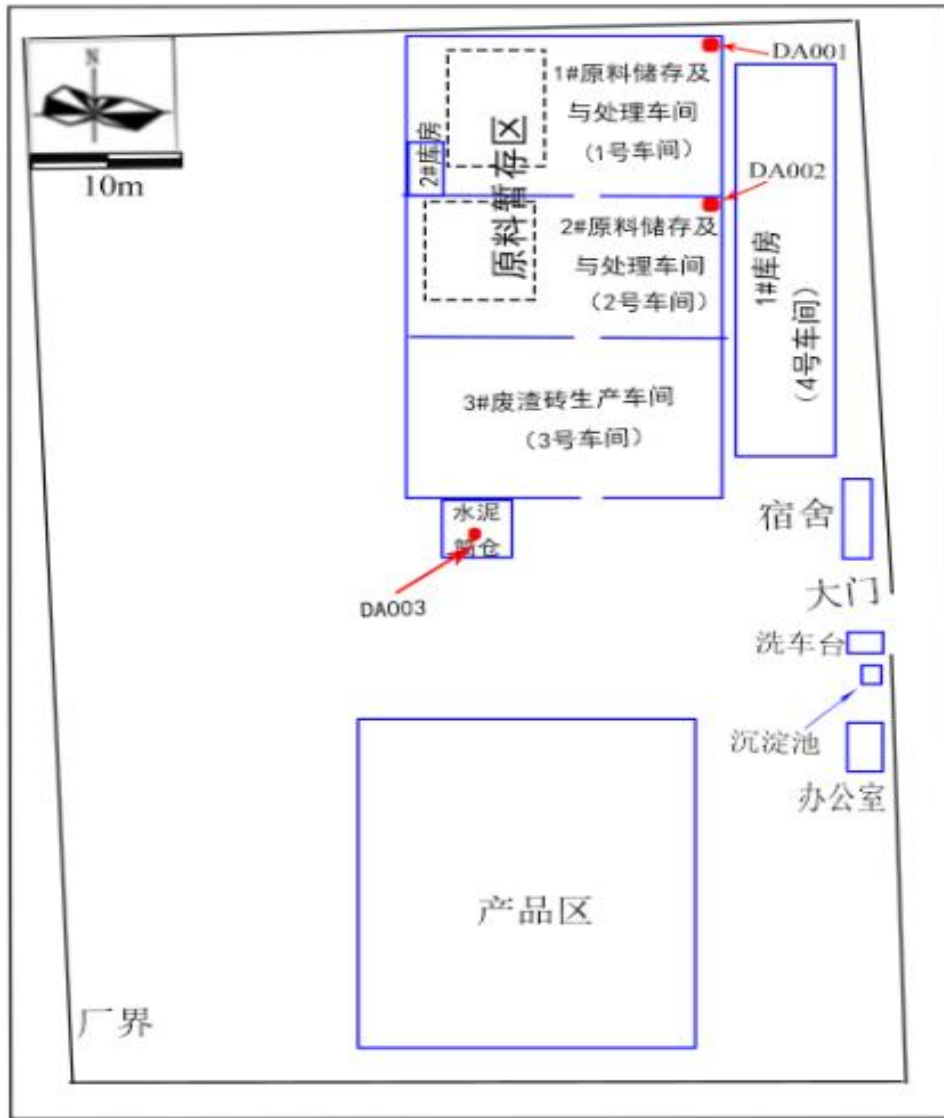 N
10m
DA001
1#原料储存及
与处理车间
(1号车间)
2#库房
原料暂存区
DA002
2#原料储存及
与处理车间
(2号车间)
1#库房
(4号车间)
3#废渣砖生产车间
(3号车间)
水泥
筒仓
DA003
宿舍
大门
洗车台
沉淀池
办公室
产品区
厂界